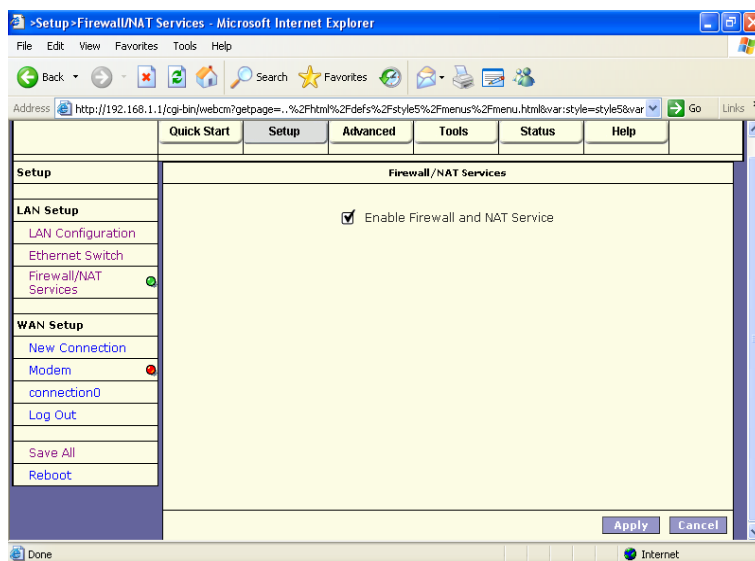 >Setup>Firewall/NAT Services - Microsoft Internet Explorer
File Edit View Favorites Tools Help
Back Search Favorites
Address http://192.168.1.1/cgi-bin/webcm?getpage=..%2Fhtml%2Fdefs%2Fstyle5%2Fmenus%2Fmenu.html&var:style=style5&var Go Links
Quick Start Setup Advanced Tools Status Help
Setup
Firewall/NAT Services
Enable Firewall and NAT Service
LAN Setup
LAN Configuration
Ethernet Switch
Firewall/NAT
Services
WAN Setup
New Connection
Modem
connection0
Log Out
Save All
Reboot
Apply Cancel
Done Internet